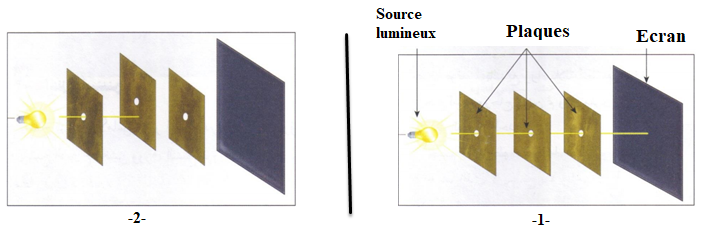 Source
lumineux
Plaques
Ecran
-2-
-1-